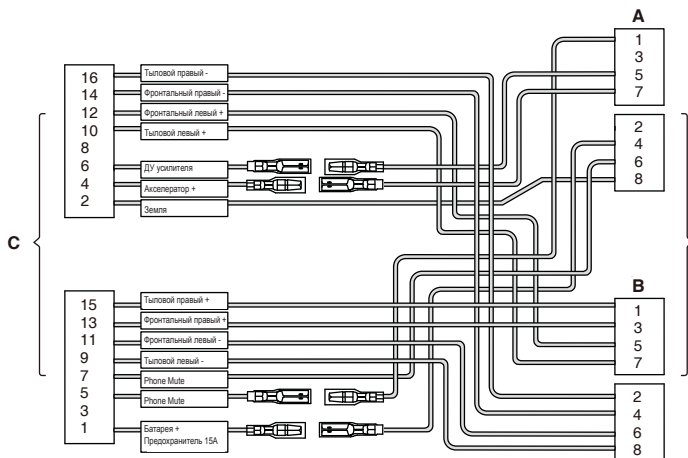 A
1
3
5
7
2
4
6
8
16
14
12
10
8
6
4
2
Тыловой правый -
Фронтальный правый -
Фронтальный левый +
Тыловой левый +
ДУ усилителя
Акселератор +
Земля
C
15
13
11
9
7
5
3
1
Тыловой правый +
Фронтальный правый +
Фронтальный левый -
Тыловой левый -
Phone Mute
Phone Mute
Батарея +
Предохранитель 15A
B
1
3
5
7
2
4
6
8